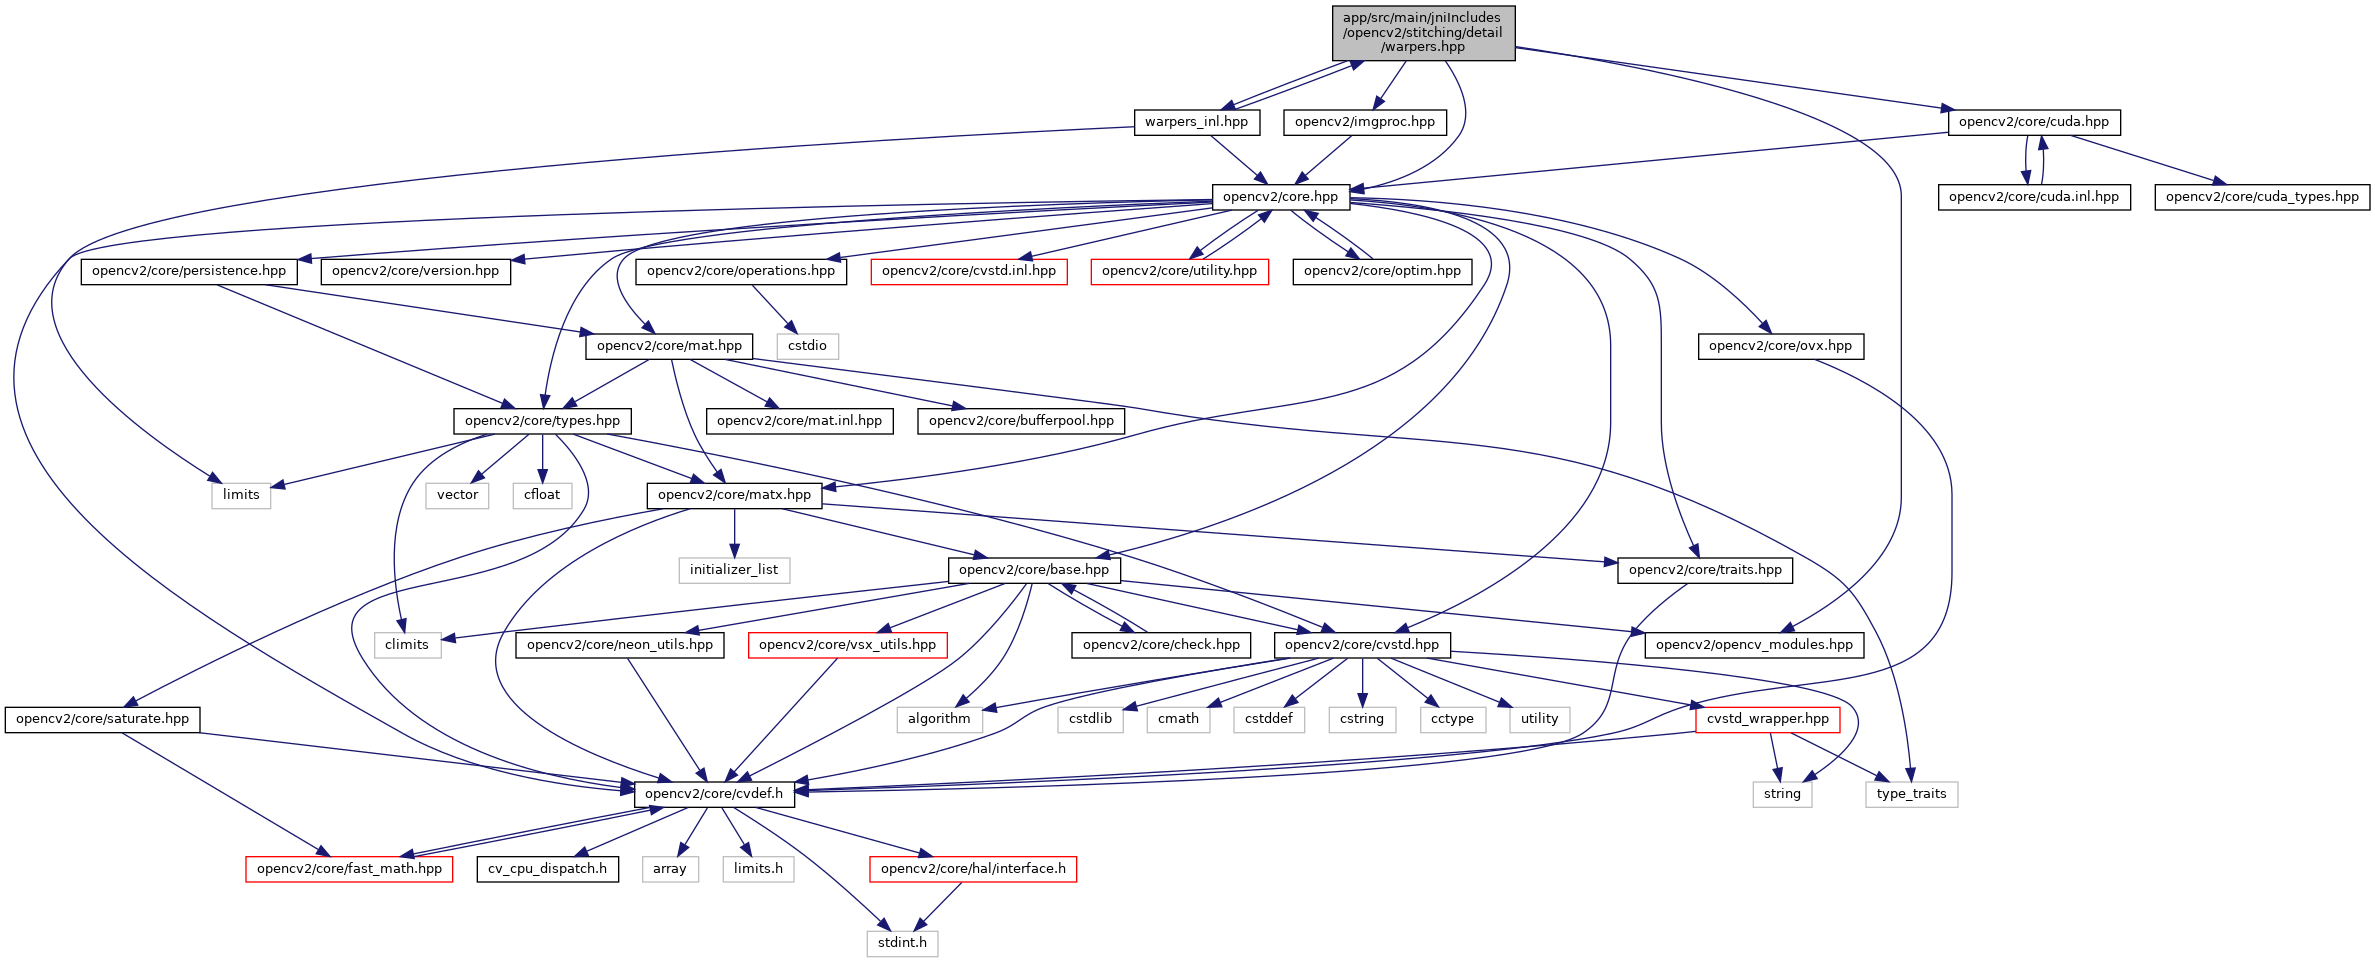 app/src/main/jniIncludes
/opencv2/stitching/detail
/warpers.hpp
warpers_inl.hpp
opencv2/imgproc.hpp
opencv2/core/cuda.hpp
opencv2/core.hpp
opencv2/core/cuda.inl.hpp
opencv2/core/cuda_types.hpp
opencv2/core/persistence.hpp
opencv2/core/version.hpp
opencv2/core/operations.hpp
opencv2/core/cvstd.inl.hpp
opencv2/core/utility.hpp
opencv2/core/optim.hpp
opencv2/core/mat.hpp
cstdio
opencv2/core/ovx.hpp
opencv2/core/types.hpp
opencv2/core/mat.inl.hpp
opencv2/core/bufferpool.hpp
limits
vector
cfloat
opencv2/core/matx.hpp
initializer_list
opencv2/core/base.hpp
opencv2/core/traits.hpp
climits
opencv2/core/neon_utils.hpp
opencv2/core/vsx_utils.hpp
opencv2/core/check.hpp
opencv2/core/cvstd.hpp
opencv2/opencv_modules.hpp
opencv2/core/saturate.hpp
algorithm
cstdlib
cmath
cstddef
cstring
cctype
utility
cvstd_wrapper.hpp
opencv2/core/cvdef.h
string
type_traits
opencv2/core/fast_math.hpp
cv_cpu_dispatch.h
array
limits.h
opencv2/core/hal/interface.h
stdint.h